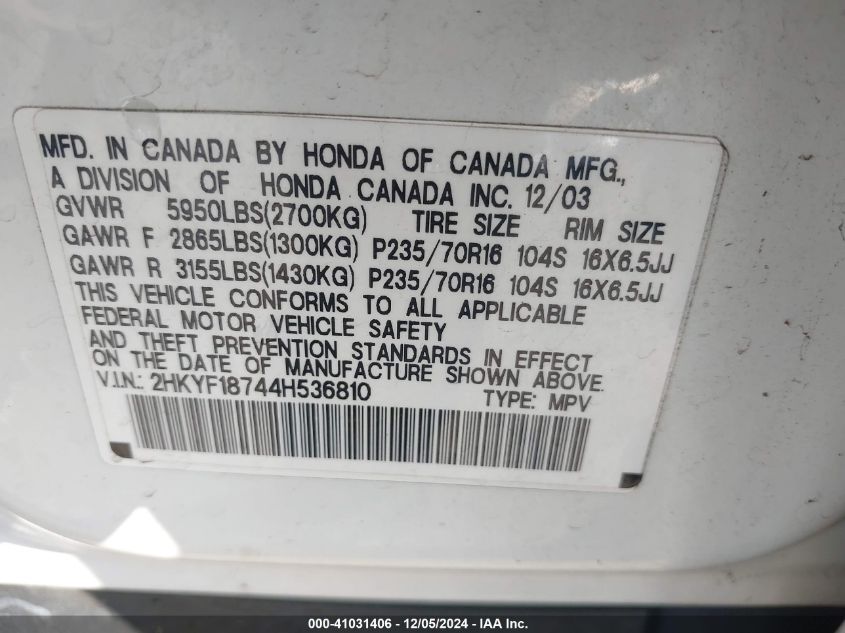 MFD. IN CANADA BY HONDA OF CANADA MFG.,
A DIVISION OF HONDA CANADA INC. 12/03
GVWR 5950LBS(2700KG) TIRE SIZE RIM SIZE
GAWR F 2865LBS(1300KG) P235/70R16 104S 16X6.5JJ
GAWR R 3155LBS(1430KG) P235/70R16 104S 16X6.5JJ
THIS VEHICLE CONFORMS TO ALL APPLICABLE
FEDERAL MOTOR VEHICLE SAFETY
AND THEFT PREVENTION STANDARDS IN EFFECT
ON THE DATE OF MANUFACTURE SHOWN ABOVE.
V.I.N.: 2HKYF18744H536810 TYPE: MPV
000-41031406 - 12/05/2024 - IAA Inc.